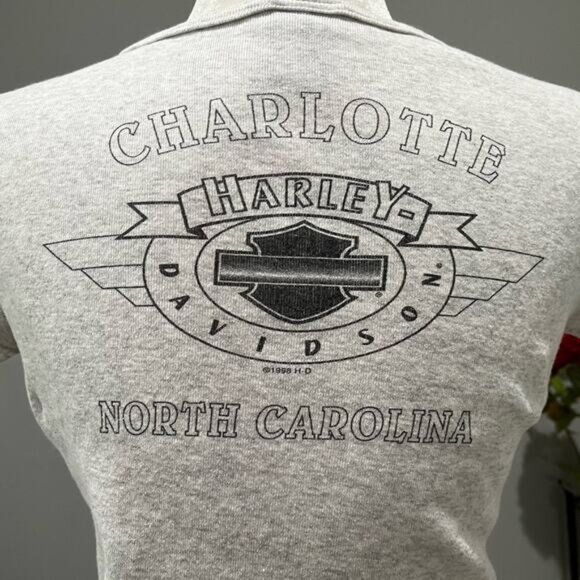 CHARLOTTE
HARLEY-
DAVIDSON®
©1998 H-D
NORTH CAROLINA